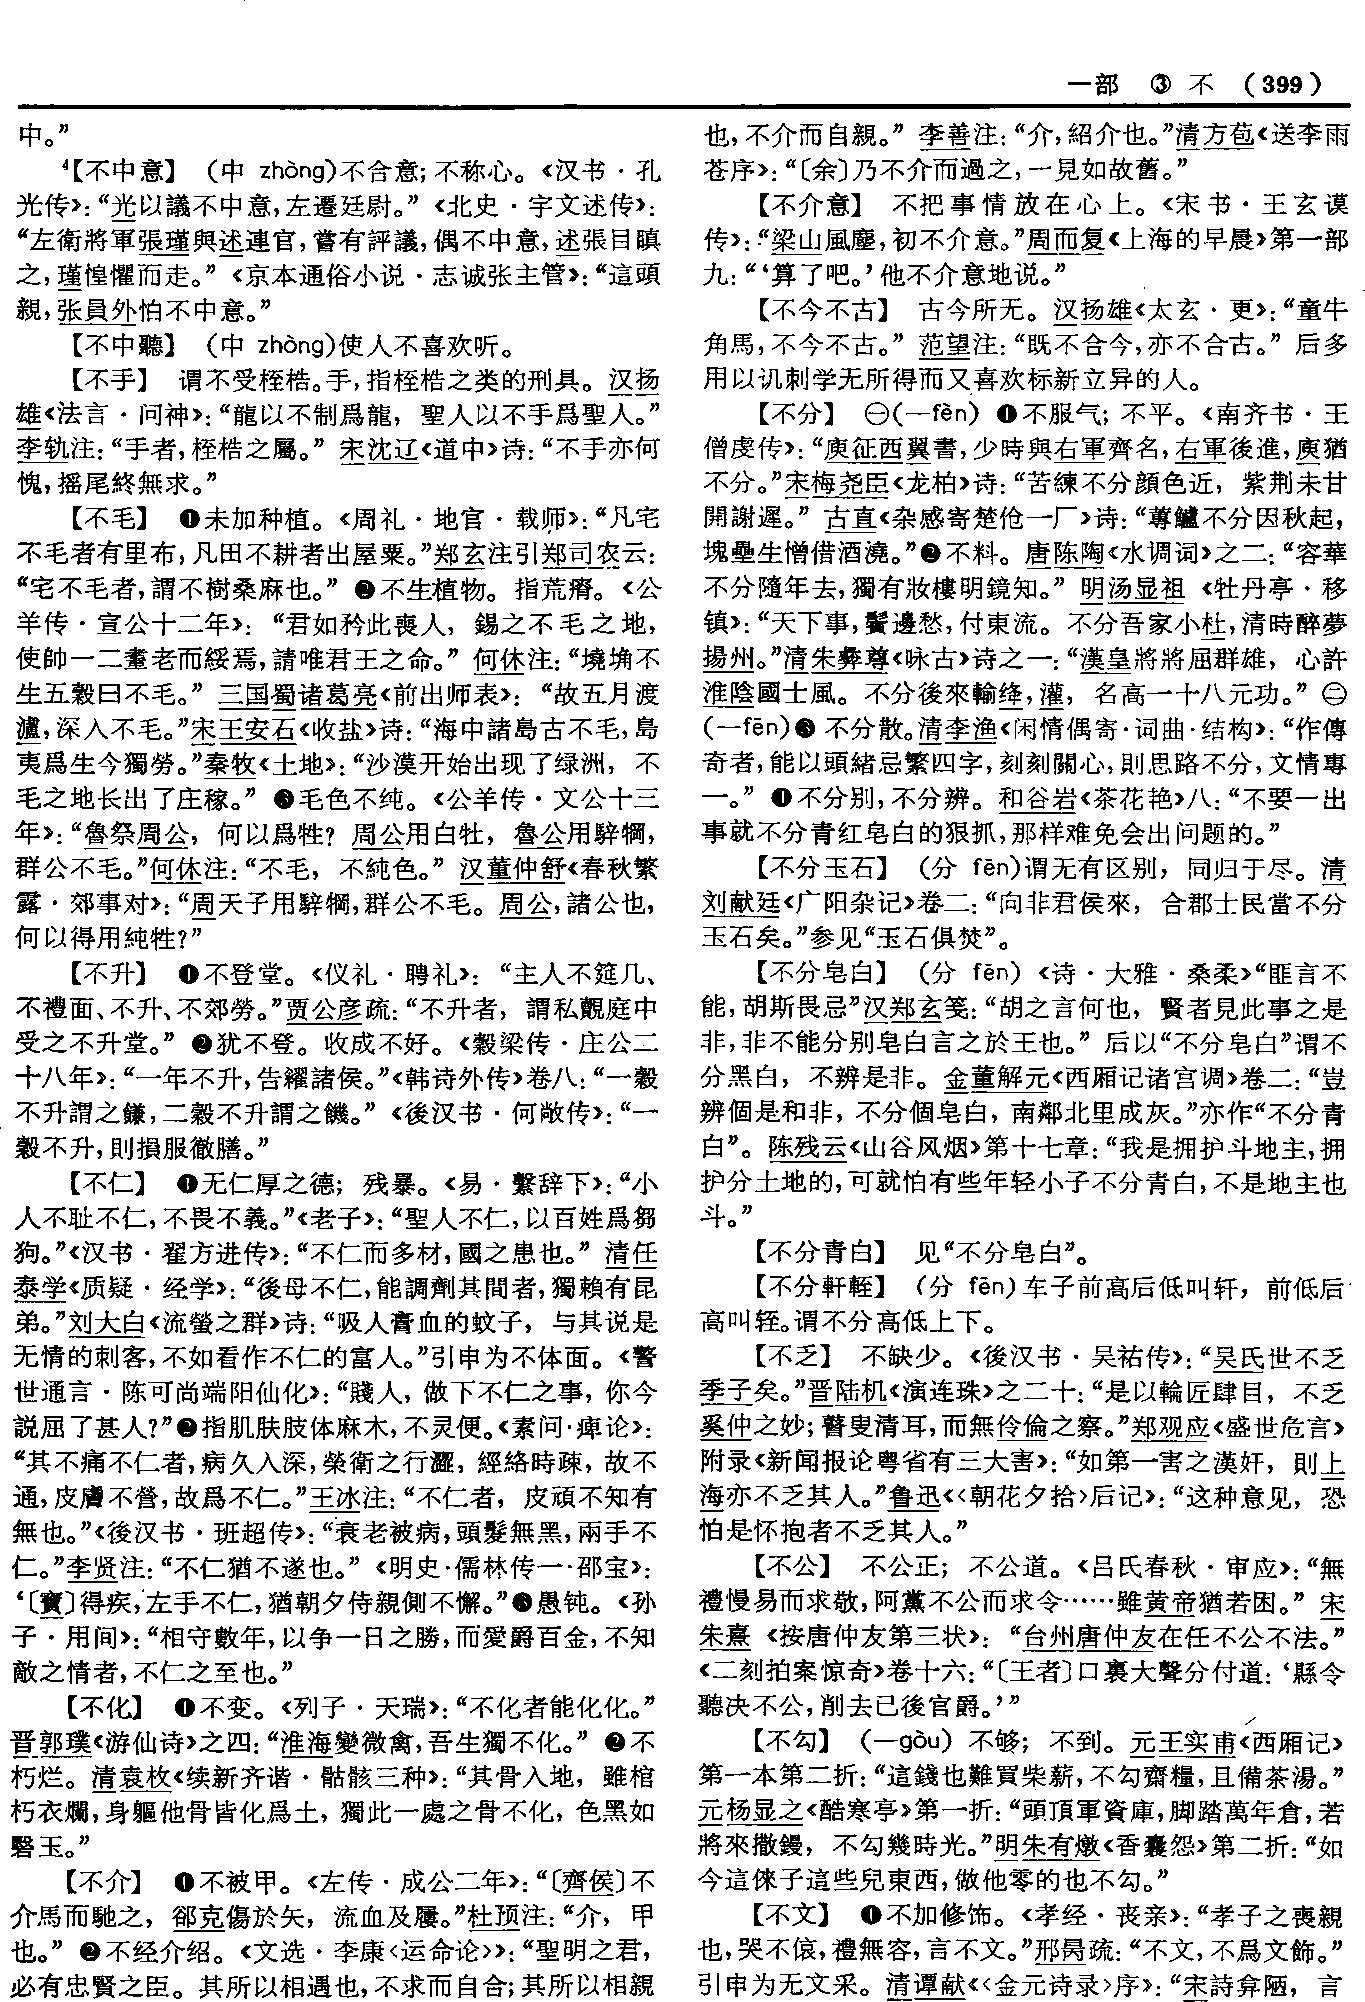 一部 ③ 不 (399)
中。”
⁴【不中意】 (中 zhòng)不合意；不称心。《汉书·孔
光传》：“光以議不中意，左遷廷尉。”《北史·宇文述传》：
“左衛將軍張瑾與述連官，嘗有評議，偶不中意，述張目瞋
之，瑾惶懼而走。”《京本通俗小说·志诚张主管》：“這頭
親，张員外怕不中意。”
【不中聽】 (中 zhòng)使人不喜欢听。
【不手】 谓不受桎梏。手，指桎梏之类的刑具。汉扬
雄《法言·问神》：“龍以不制爲龍，聖人以不手爲聖人。”
李轨注：“手者，桎梏之屬。” 宋沈辽《道中》诗：“不手亦何
愧，摇尾終無求。”
【不毛】 ❶未加种植。《周礼·地官·载师》：“凡宅
不毛者有里布，凡田不耕者出屋粟。”郑玄注引郑司农云：
“宅不毛者，謂不樹桑麻也。” ❷不生植物。指荒瘠。《公
羊传·宣公十二年》：“君如矜此喪人，錫之不毛之地，
使帥一二耋老而綏焉，請唯君王之命。” 何休注：“墝埆不
生五穀曰不毛。” 三国蜀诸葛亮《前出师表》：“故五月渡
瀘，深入不毛。”宋王安石《收盐》诗：“海中諸島古不毛，島
夷爲生今獨勞。”秦牧《土地》：“沙漠开始出现了绿洲，不
毛之地长出了庄稼。” ❸毛色不纯。《公羊传·文公十三
年》：“魯祭周公，何以爲牲？周公用白牡，魯公用騂犅，
群公不毛。”何休注：“不毛，不純色。” 汉董仲舒《春秋繁
露·郊事对》：“周天子用騂犅，群公不毛。周公，諸公也，
何以得用純牲？”
【不升】 ❶不登堂。《仪礼·聘礼》：“主人不筵几、
不禮面、不升、不郊勞。”贾公彦疏：“不升者，謂私覿庭中
受之不升堂。” ❷犹不登。收成不好。《穀梁传·庄公二
十八年》：“一年不升，告糴諸侯。”《韩诗外传》卷八：“一穀
不升謂之鎌，二穀不升謂之饑。”《後汉书·何敞传》：“一
穀不升，則損服徹膳。”
【不仁】 ❶无仁厚之德；残暴。《易·繫辞下》：“小
人不耻不仁，不畏不義。”《老子》：“聖人不仁，以百姓爲芻
狗。”《汉书·翟方进传》：“不仁而多材，國之患也。” 清任
泰学《质疑·经学》：“後母不仁，能調劑其間者，獨賴有昆
弟。”刘大白《流螢之群》诗：“吸人膏血的蚊子，与其说是
无情的刺客，不如看作不仁的富人。”引申为不体面。《警
世通言·陈可尚端阳仙化》：“賤人，做下不仁之事，你今
説屈了甚人？”❷指肌肤肢体麻木，不灵便。《素问·痺论》：
“其不痛不仁者，病久入深，榮衛之行澀，經絡時疎，故不
通，皮膚不營，故爲不仁。”王冰注：“不仁者，皮頑不知有
無也。”《後汉书·班超传》：“衰老被病，頭髮無黑，兩手不
仁。”李贤注：“不仁猶不遂也。”《明史·儒林传一·邵宝》：
‘〔寶〕得疾，左手不仁，猶朝夕侍親側不懈。”❸愚钝。《孙
子·用间》：“相守數年，以争一日之勝，而愛爵百金，不知
敵之情者，不仁之至也。”
【不化】 ❶不变。《列子·天瑞》：“不化者能化化。”
晋郭璞《游仙诗》之四：“淮海變微禽，吾生獨不化。” ❷不
朽烂。清袁枚《续新齐谐·骷骸三种》：“其骨入地，雖棺
朽衣爛，身軀他骨皆化爲土，獨此一處之骨不化，色黑如
毉玉。”
【不介】 ❶不被甲。《左传·成公二年》：“〔齊侯〕不
介馬而馳之，郤克傷於矢，流血及屨。”杜预注：“介，甲
也。” ❷不经介绍。《文选·李康〈运命论〉》：“聖明之君，
必有忠賢之臣。其所以相遇也，不求而自合；其所以相親
也，不介而自親。” 李善注：“介，紹介也。”清方苞《送李雨
苍序》：“〔余〕乃不介而過之，一見如故舊。”
【不介意】 不把事情放在心上。《宋书·王玄谟
传》：“梁山風塵，初不介意。”周而复《上海的早晨》第一部
九：“‘算了吧。’他不介意地说。”
【不今不古】 古今所无。汉扬雄《太玄·更》：“童牛
角馬，不今不古。” 范望注：“既不合今，亦不合古。” 后多
用以讥刺学无所得而又喜欢标新立异的人。
【不分】 ㊀(—fèn) ❶不服气；不平。《南齐书·王
僧虔传》：“庾征西翼書，少時與右軍齊名，右軍後進，庾猶
不分。”宋梅尧臣《龙柏》诗：“苦練不分顔色近，紫荆未甘
開謝遲。” 古直《杂感寄楚伧一厂》诗：“蓴鱸不分因秋起，
塊壘生憎借酒澆。”❷不料。唐陈陶《水调词》之二：“容華
不分隨年去，獨有妝樓明鏡知。” 明汤显祖《牡丹亭·移
镇》：“天下事，鬢邊愁，付東流。不分吾家小杜，清時醉夢
揚州。”清朱彝尊《咏古》诗之一：“漢皇將將屈群雄，心許
淮陰國士風。不分後來輸绛，灌，名高一十八元功。” ㊁
(—fēn)❸ 不分散。清李渔《闲情偶寄·词曲·结构》：“作傳
奇者，能以頭緒忌繁四字，刻刻關心，則思路不分，文情專
一。” ❹不分别，不分辨。和谷岩《茶花艳》八：“不要一出
事就不分青红皂白的狠抓，那样难免会出问题的。”
【不分玉石】 (分 fēn)谓无有区别，同归于尽。清
刘献廷《广阳杂记》卷二：“向非君侯來，合郡士民當不分
玉石矣。”参见“玉石俱焚”。
【不分皂白】 (分 fēn)《诗·大雅·桑柔》“匪言不
能，胡斯畏忌”汉郑玄笺：“胡之言何也，賢者見此事之是
非，非不能分别皂白言之於王也。” 后以“不分皂白”谓不
分黑白，不辨是非。金董解元《西厢记诸宫调》卷二：“豈
辨個是和非，不分個皂白，南鄰北里成灰。”亦作“不分青
白”。陈残云《山谷风烟》第十七章：“我是拥护斗地主，拥
护分土地的，可就怕有些年轻小子不分青白，不是地主也
斗。”
【不分青白】 见“不分皂白”。
【不分軒輊】 (分 fēn)车子前高后低叫轩，前低后
高叫轾。谓不分高低上下。
【不乏】 不缺少。《後汉书·吴祐传》：“吴氏世不乏
季子矣。”晋陆机《演连珠》之二十：“是以輪匠肆目，不乏
奚仲之妙；瞽叟清耳，而無伶倫之察。”郑观应《盛世危言》
附录《新闻报论粤省有三大害》：“如第一害之漢奸，則上
海亦不乏其人。”鲁迅《〈朝花夕拾〉后记》：“这种意见，恐
怕是怀抱者不乏其人。”
【不公】 不公正；不公道。《吕氏春秋·审应》：“無
禮慢易而求敬，阿黨不公而求令……雖黄帝猶若困。” 宋
朱熹《按唐仲友第三状》：“台州唐仲友在任不公不法。”
《二刻拍案惊奇》卷十六：“〔王者〕口裏大聲分付道：‘縣令
聽决不公，削去已後官爵。’”
【不勾】 (—gòu) 不够；不到。元王实甫《西厢记》
第一本第二折：“這錢也難買柴薪，不勾齋糧，且備茶湯。”
元杨显之《酷寒亭》第一折：“頭頂軍資庫，脚踏萬年倉，若
將來撒鏝，不勾幾時光。”明朱有燉《香囊怨》第二折：“如
今這倈子這些兒東西，做他零的也不勾。”
【不文】 ❶不加修饰。《孝经·丧亲》：“孝子之喪親
也，哭不偯，禮無容，言不文。”邢昺疏：“不文，不爲文飾。”
引申为无文采。清谭献《〈金元诗录〉序》：“宋詩弇陋，言